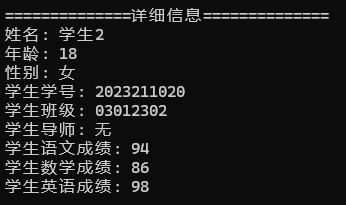 ==============详细信息==============
姓名: 学生2
年龄: 18
性别: 女
学生学号: 2023211020
学生班级: 03012302
学生导师: 无
学生语文成绩: 94
学生数学成绩: 86
学生英语成绩: 98